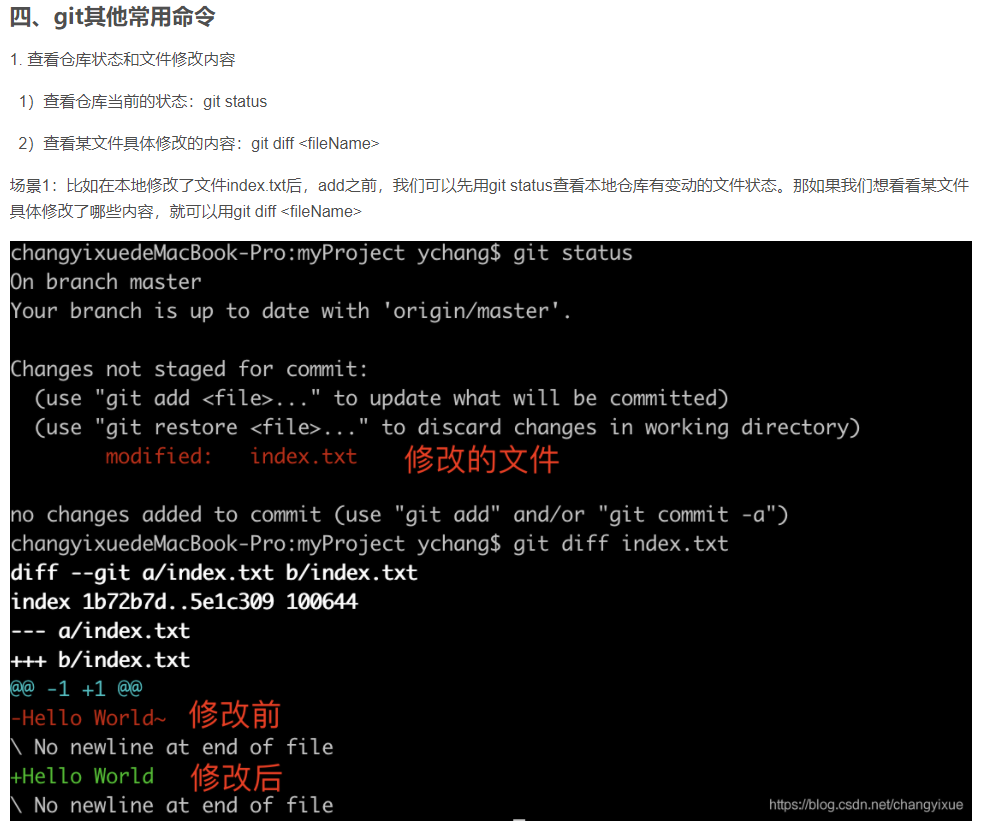 四、git其他常用命令
1. 查看仓库状态和文件修改内容
1）查看仓库当前的状态：git status
2）查看某文件具体修改的内容：git diff <fileName>
场景1：比如在本地修改了文件index.txt后，add之前，我们可以先用git status查看本地仓库有变动的文件状态。那如果我们想看看某文件
具体修改了哪些内容，就可以用git diff <fileName>
changyixuedeMacBook-Pro:myProject ychang$ git status
On branch master
Your branch is up to date with 'origin/master'.
Changes not staged for commit:
(use "git add <file>..." to update what will be committed)
(use "git restore <file>..." to discard changes in working directory)
modified: index.txt 修改的文件
no changes added to commit (use "git add" and/or "git commit -a")
changyixuedeMacBook-Pro:myProject ychang$ git diff index.txt
diff --git a/index.txt b/index.txt
index 1b72b7d..5e1c309 100644
--- a/index.txt
+++ b/index.txt
@@ -1 +1 @@
-Hello World~ 修改前
\ No newline at end of file
+Hello World 修改后
\ No newline at end of file
https://blog.csdn.net/changyixue